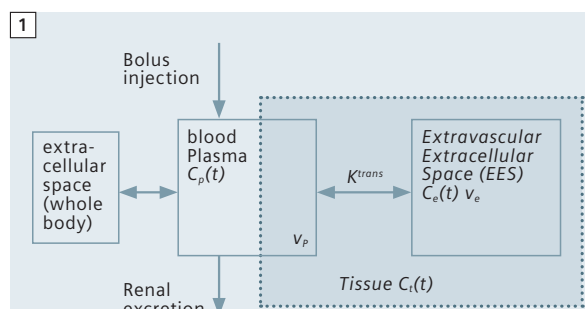 1
Bolus
injection
extra-
cellular
space
(whole
body)
blood
Plasma
Cp(t)
vP
Ktrans
Extravascular
Extracellular
Space (EES)
Ce(t) ve
Tissue Ct(t)
Renal
excretion